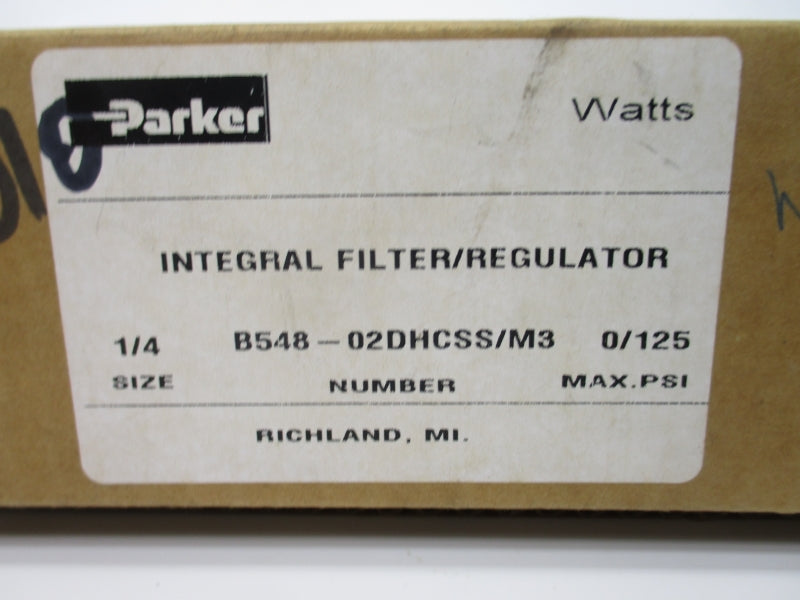 Parker Watts
INTEGRAL FILTER/REGULATOR
1/4 B548-02DHCSS/M3 0/125
SIZE NUMBER MAX.PSI
RICHLAND, MI.